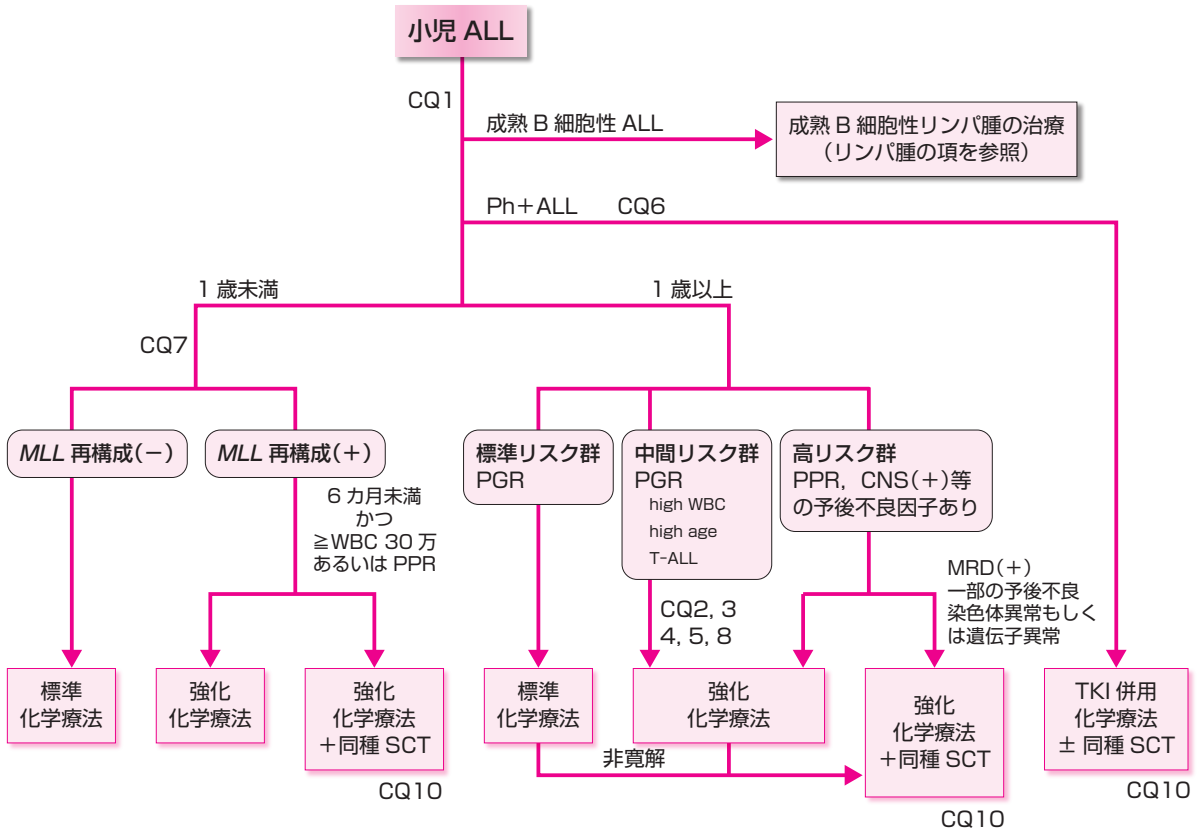 小児 ALL
CQ1
成熟 B 細胞性 ALL
成熟 B 細胞性リンパ腫の治療
（リンパ腫の項を参照）
Ph＋ALL CQ6
1 歳未満
1 歳以上
CQ7
MLL 再構成（－）
MLL 再構成（＋）
標準リスク群
PGR
中間リスク群
PGR
high WBC
high age
T-ALL
高リスク群
PPR，CNS（＋）等
の予後不良因子あり
6 カ月未満
かつ
≧WBC 30 万
あるいは PPR
CQ2, 3
4, 5, 8
MRD（＋）
一部の予後不良
染色体異常もしく
は遺伝子異常
標準
化学療法
強化
化学療法
強化
化学療法
＋同種 SCT
CQ10
標準
化学療法
強化
化学療法
非寛解
強化
化学療法
＋同種 SCT
CQ10
TKI 併用
化学療法
± 同種 SCT
CQ10